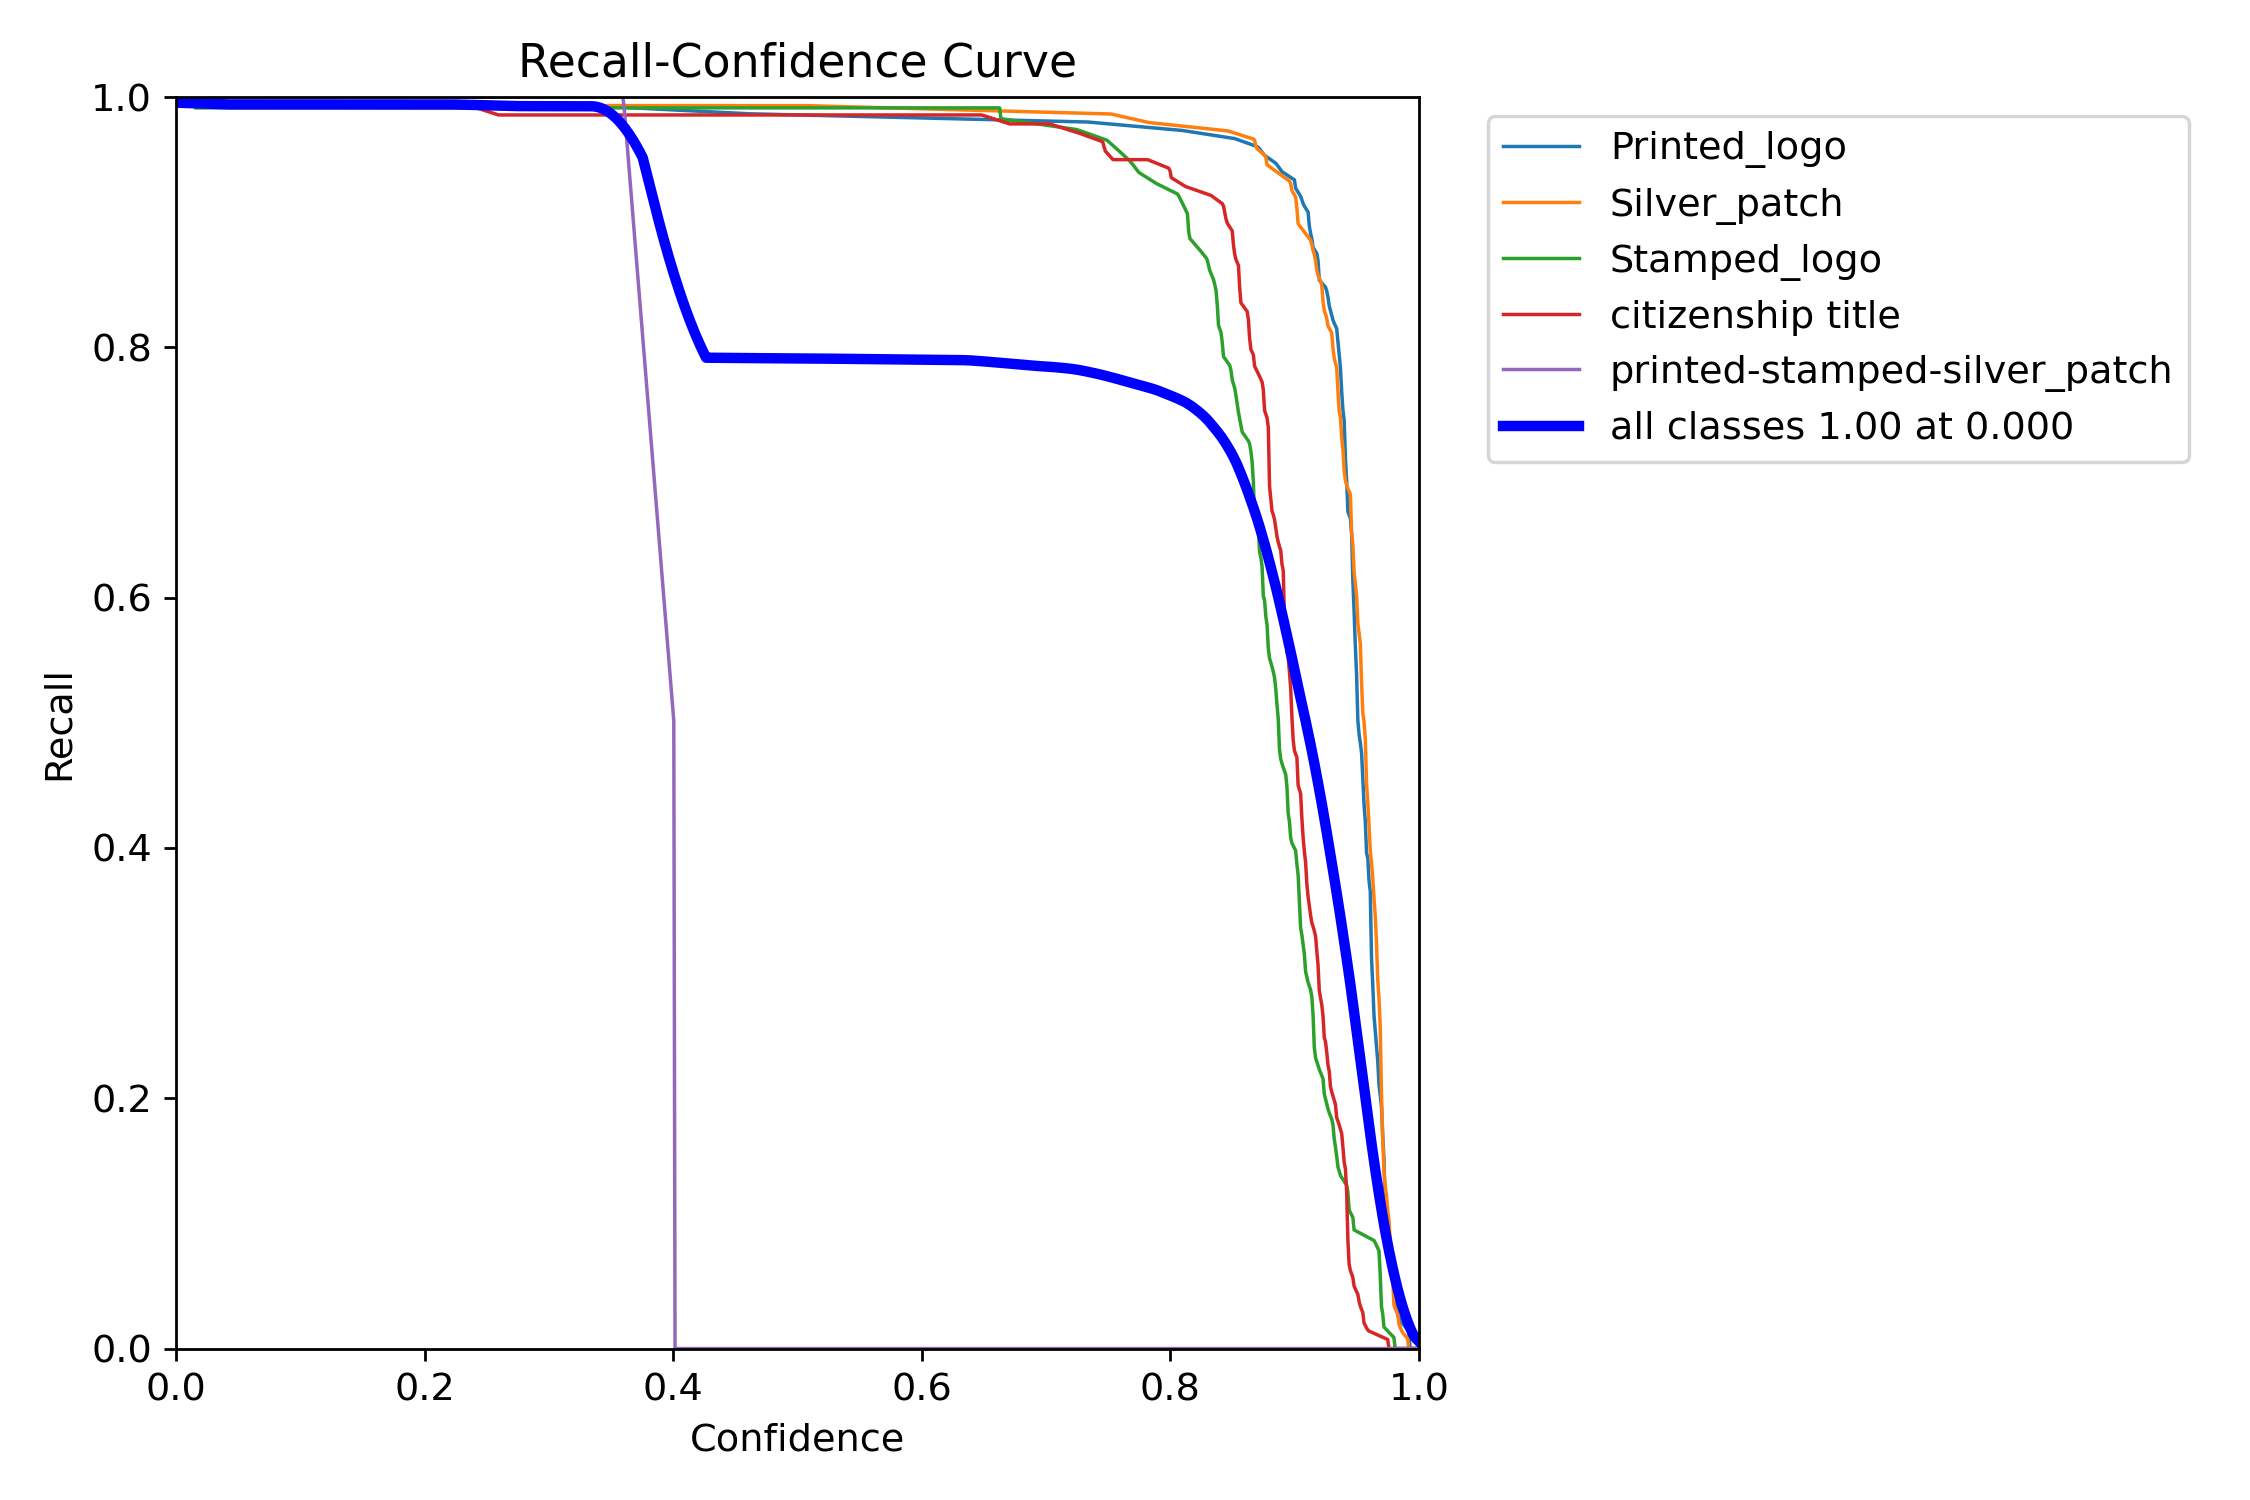 Recall-Confidence Curve
1.0
0.8
0.6
0.4
0.2
0.0
Recall
0.0 0.2 0.4 0.6 0.8 1.0
Confidence
Printed_logo
Silver_patch
Stamped_logo
citizenship title
printed-stamped-silver_patch
all classes 1.00 at 0.000